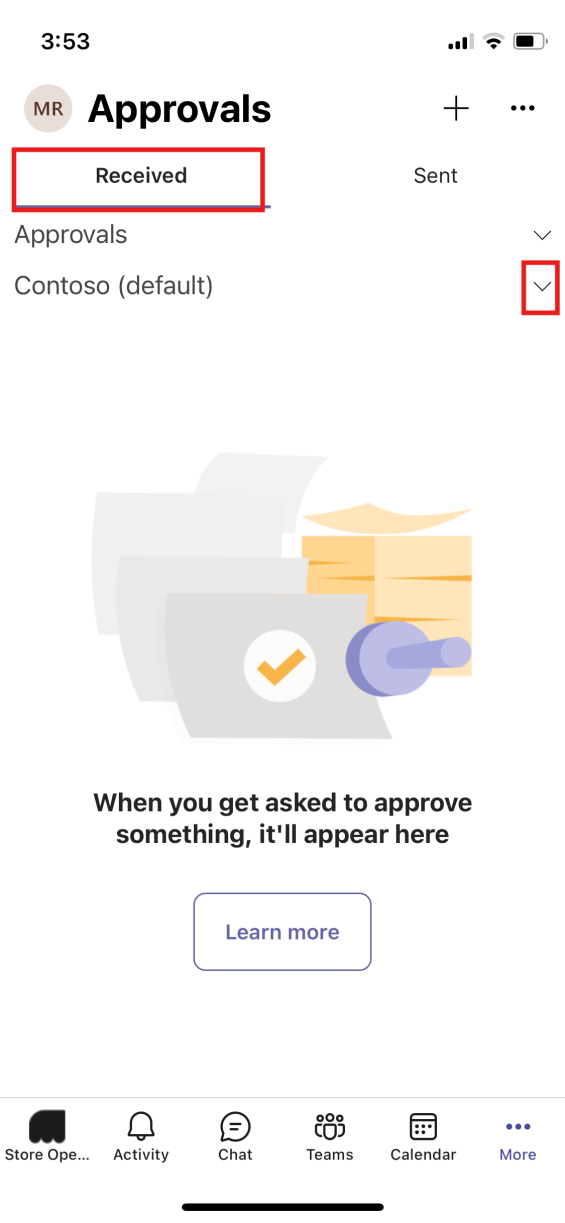 3:53
MR
Approvals
Received
Sent
Approvals
Contoso (default)
When you get asked to approve
something, it'll appear here
Learn more
Store Ope...
Activity
Chat
Teams
Calendar
More